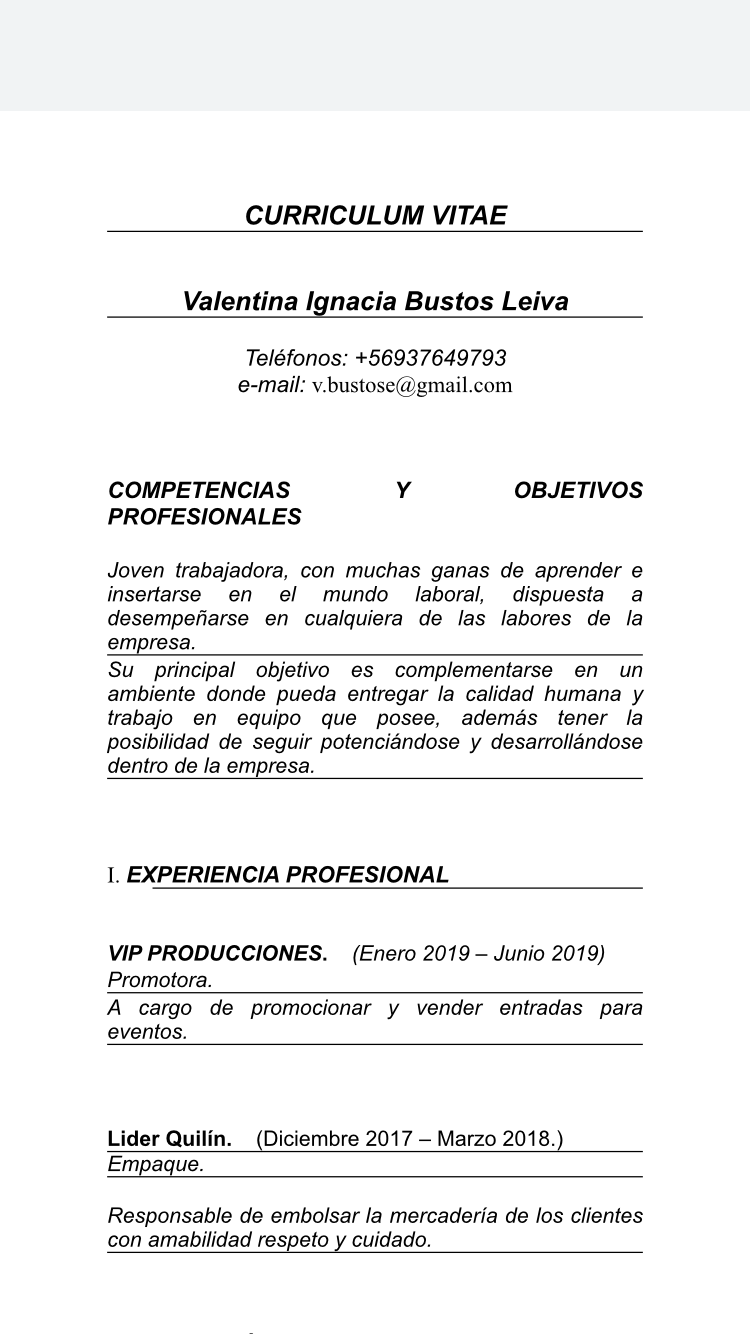 CURRICULUM VITAE
Valentina Ignacia Bustos Leiva
Teléfonos: +56937649793
e-mail: v.bustose@gmail.com
COMPETENCIAS Y OBJETIVOS
PROFESIONALES
Joven trabajadora, con muchas ganas de aprender e
insertarse en el mundo laboral, dispuesta a
desempeñarse en cualquiera de las labores de la
empresa.
Su principal objetivo es complementarse en un
ambiente donde pueda entregar la calidad humana y
trabajo en equipo que posee, además tener la
posibilidad de seguir potenciándose y desarrollándose
dentro de la empresa.
I. EXPERIENCIA PROFESIONAL
VIP PRODUCCIONES. (Enero 2019 – Junio 2019)
Promotora.
A cargo de promocionar y vender entradas para
eventos.
Lider Quilín. (Diciembre 2017 – Marzo 2018.)
Empaque.
Responsable de embolsar la mercadería de los clientes
con amabilidad respeto y cuidado.